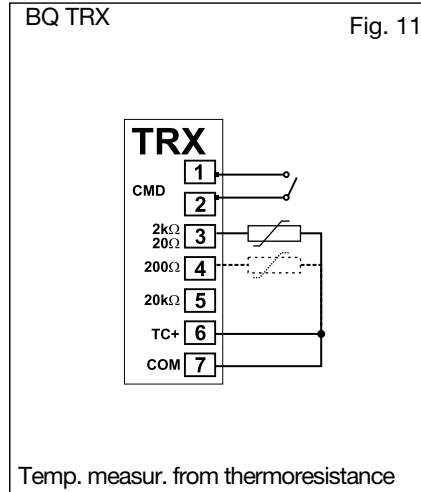 BQ TRX
Fig. 11
TRX
1
CMD
2
2kΩ
20Ω 3
200Ω 4
20kΩ 5
TC+ 6
COM 7
Temp. measur. from thermoresistance